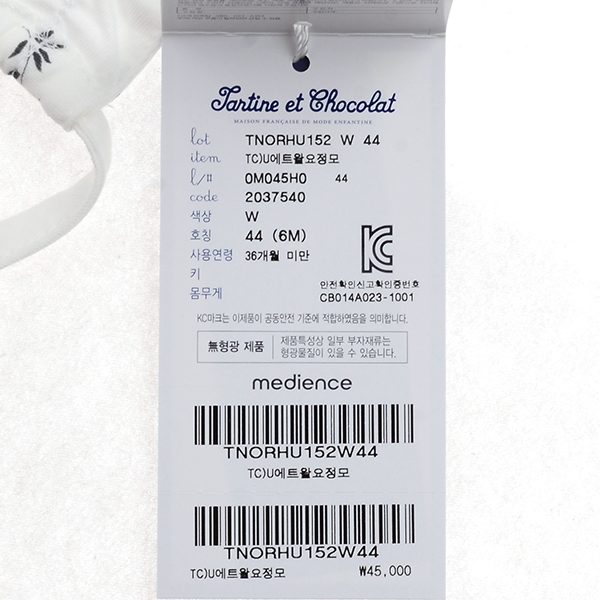 Tartine et Chocolat
MAISON FRANÇAISE DE MODE ENFANTINE
lot TNORHU152 W 44
item TC)U에트왈요정모
l/# 0M045H0 44
code 2037540
색상 W
호칭 44 (6M)
사용연령 36개월 미만
키
몸무게
안전확인신고확인증번호
CB014A023-1001
KC마크는 이제품이 공통안전 기준에 적합하였음을 의미합니다.
無형광 제품
제품특성상 일부 부자재류는
형광물질이 있을 수 있습니다.
medience
TNORHU152W44
TC)U에트왈요정모
TNORHU152W44
TC)U에트왈요정모 ₩45,000